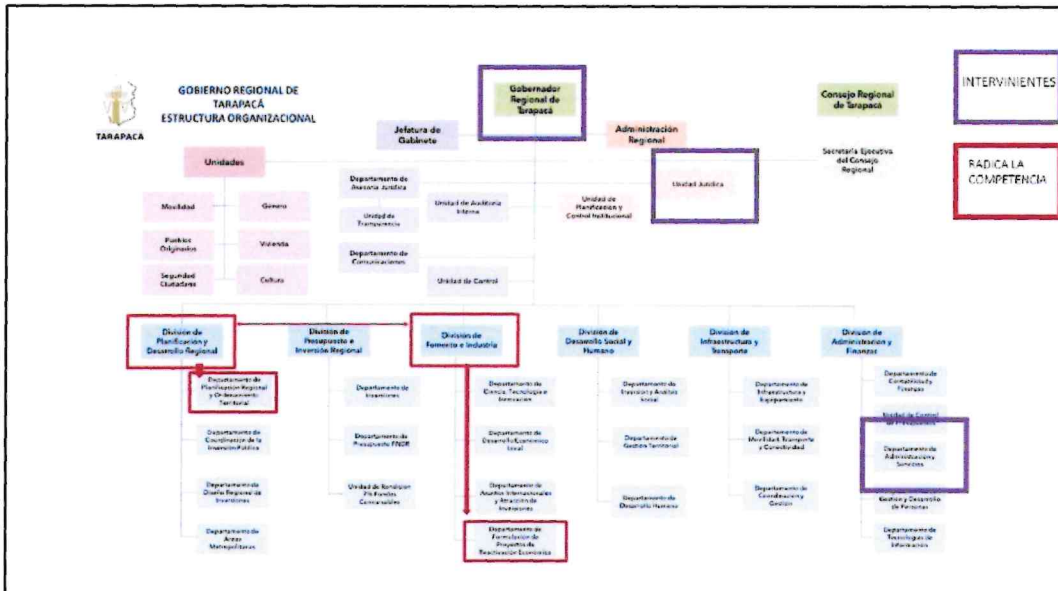 GOBIERNO REGIONAL DE
TARAPACÁ
ESTRUCTURA ORGANIZACIONAL
TARAPACÁ
Gobernador
Regional de
Tarapacá
Consejo Regional
de Tarapacá
INTERVINIENTES
Jefatura de
Gabinete
Administración
Regional
Secretaría Ejecutiva
del Consejo
Regional
RADICA LA
COMPETENCIA
Unidades
Movilidad
Género
Pueblos
Originarios
Vivienda
Seguridad
Ciudadana
Cultura
Departamento de
Asesoría Jurídica
Unidad de
Transparencia
Departamento de
Comunicaciones
Unidad de Auditoría
Interna
Unidad de Control
Unidad Jurídica
Unidad de
Planificación y
Control Institucional
División de
Planificación y
Desarrollo Regional
División de
Presupuesto e
Inversión Regional
División de
Fomento e Industria
División de
Desarrollo Social y
Humano
División de
Infraestructura y
Transporte
División de
Administración y
Finanzas
Departamento de
Planificación Regional
y Ordenamiento
Territorial
Departamento de
Coordinación de la
Inversión Pública
Departamento de
Diseño Regional de
Inversiones
Departamento de
Áreas
Metropolitanas
Departamento de
Inversiones
Departamento de
Presupuesto FNDR
Unidad de Rendición
Departamento de
Ciencia, Tecnología e
Innovación
Departamento de
Desarrollo Económico
Local
Departamento de
Asuntos Internacionales
y Atracción de
Inversiones
Departamento de
Formulación de
Proyectos de
Reactivación Económica
Departamento de
Inversión y Análisis
Social
Departamento de
Gestión Territorial
Departamento de
Desarrollo Humano
Departamento de
Infraestructura y
Equipamiento
Departamento de
Movilidad, Transporte
y Conectividad
Departamento de
Coordinación y
Gestión
Departamento de
Contabilidad y
Finanzas
Unidad de Control
Departamento de
Administración y
Servicios
Gestión y Desarrollo
de Personas
Departamento de
Tecnologías de
Información